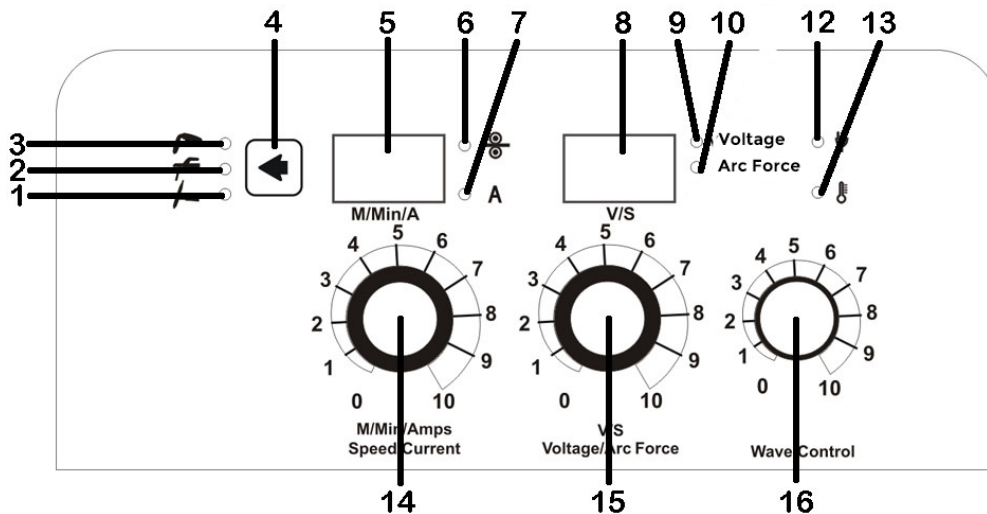 4 5 6 7 8 9 10 12 13
3
2
1
Voltage
Arc Force
A
M/Min/A
V/S
0 1 2 3 4 5 6 7 8 9 10
0 1 2 3 4 5 6 7 8 9 10
0 1 2 3 4 5 6 7 8 9 10
M/Min/Amps
Speed Current
V/S
Voltage/Arc Force
Wave Control
14 15 16